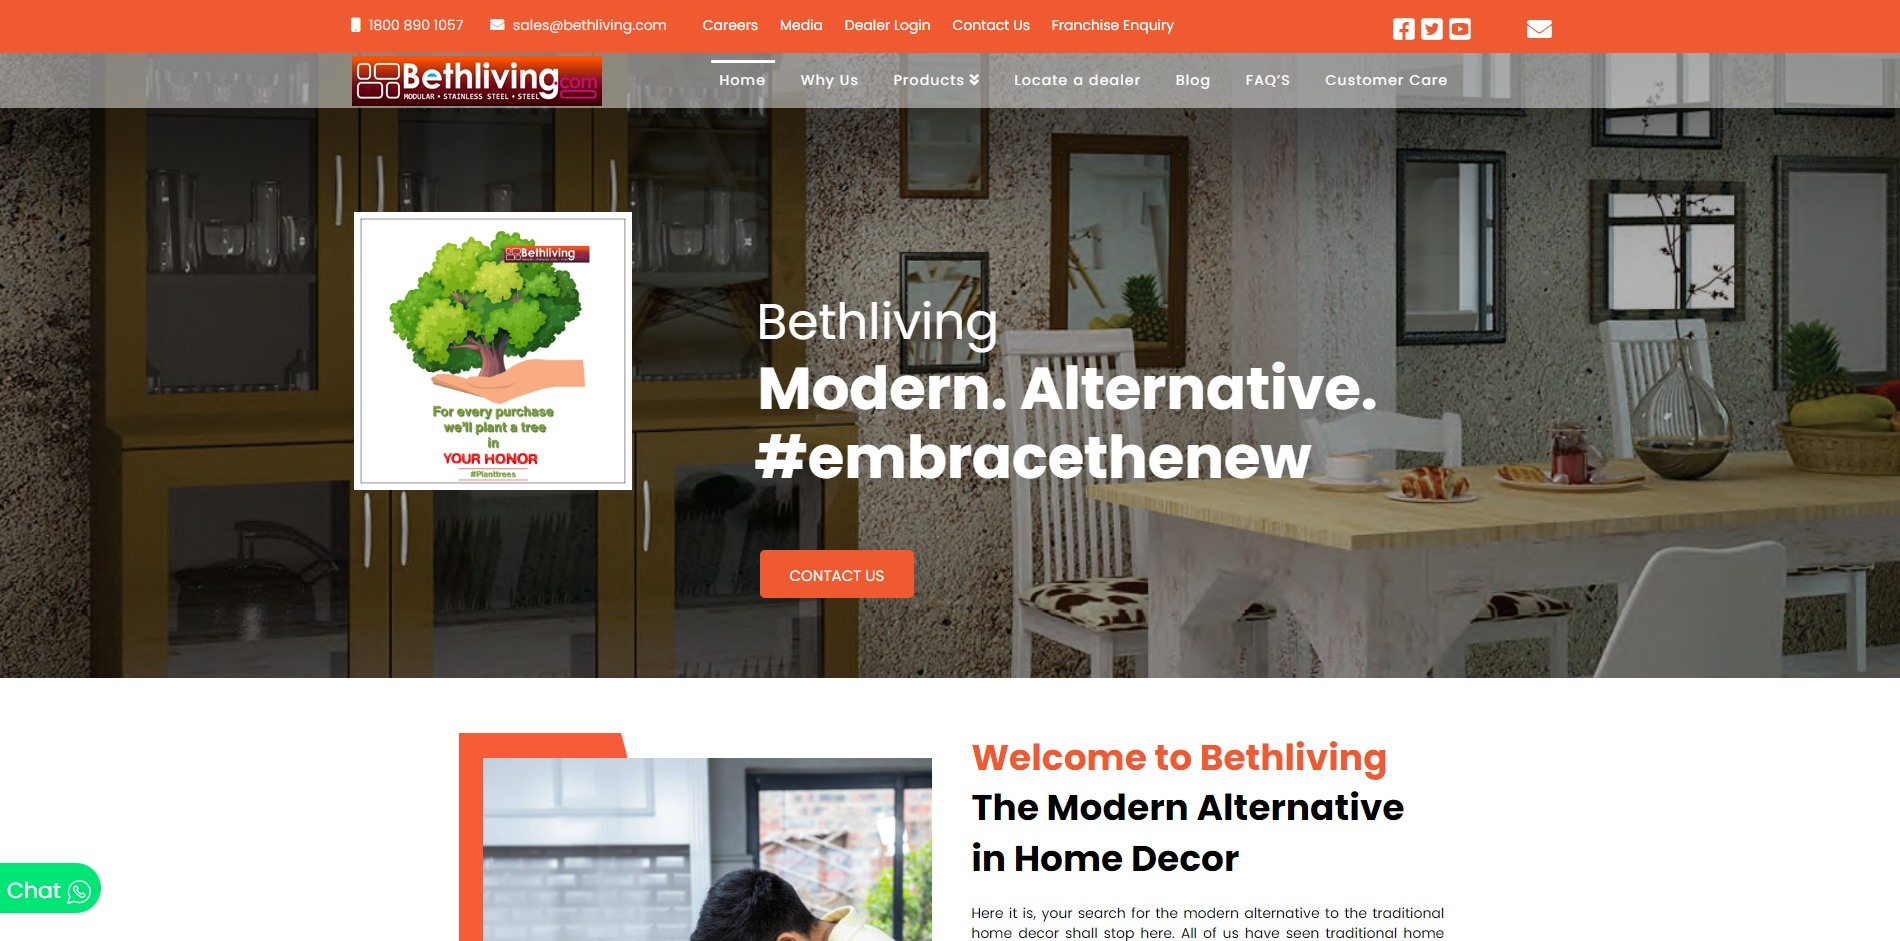 1800 890 1057
sales@bethliving.com
Careers
Media
Dealer Login
Contact Us
Franchise Enquiry
Bethliving.com
MODULAR • STAINLESS STEEL • STEEL
Home
Why Us
Products
Locate a dealer
Blog
FAQ'S
Customer Care
Bethliving
For every purchase
we'll plant a tree
in
YOUR HONOR
#Planttrees
Bethliving
Modern. Alternative.
#embracethenew
CONTACT US
Welcome to Bethliving
The Modern Alternative
in Home Decor
Here it is, your search for the modern alternative to the traditional
home decor shall stop here. All of us have seen traditional home
Chat